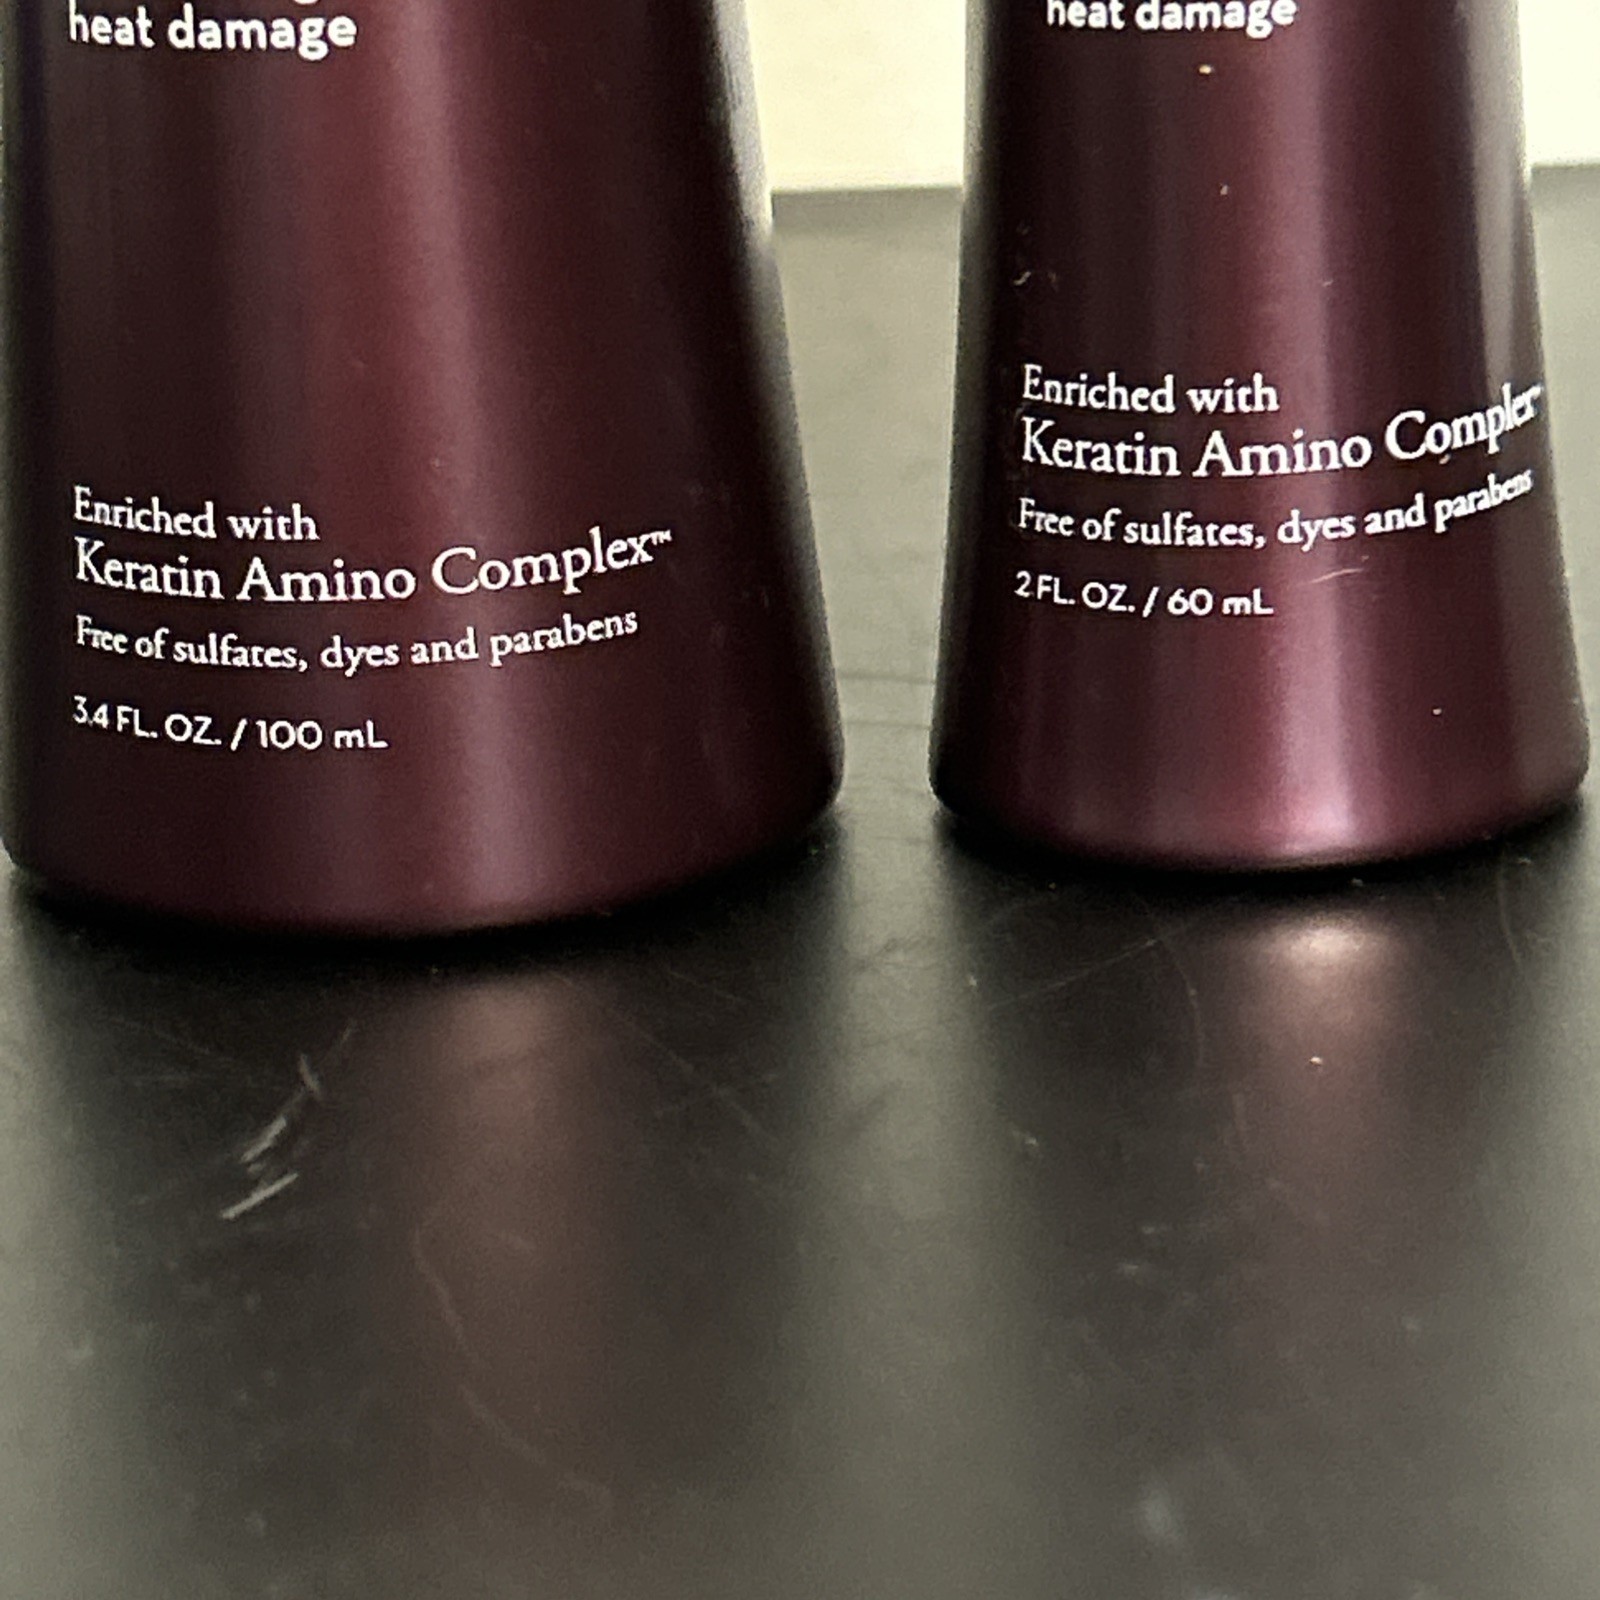 heat damage
Enriched with
Keratin Amino Complex™
Free of sulfates, dyes and parabens
3.4 FL. OZ. / 100 mL
heat damage
Enriched with
Keratin Amino Complex™
Free of sulfates, dyes and parabens
2 FL. OZ. / 60 mL